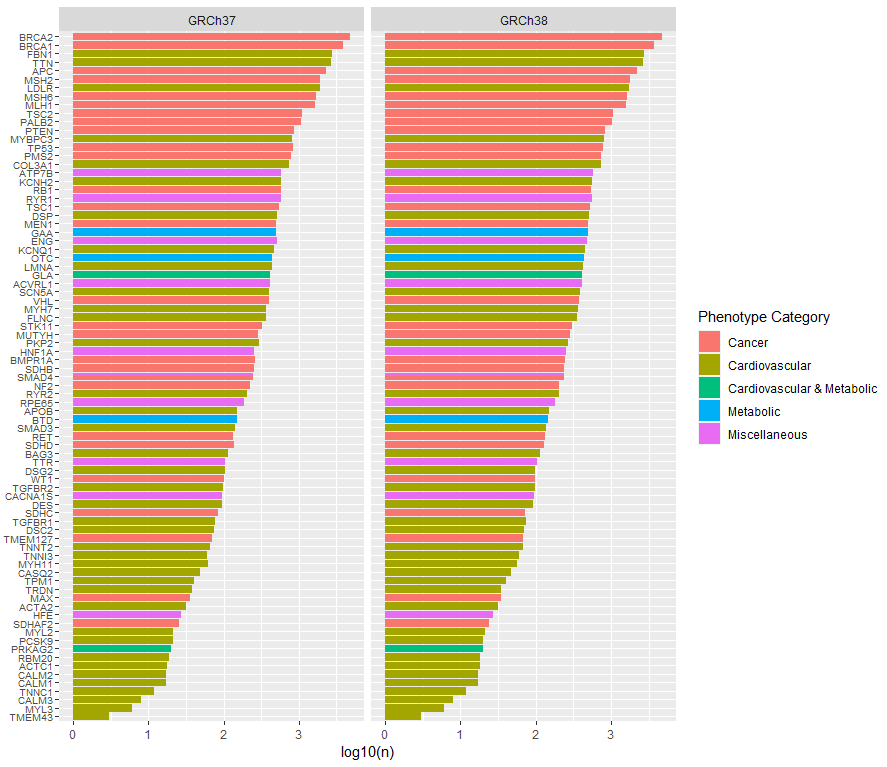 GRCh37
GRCh38
BRCA2
BRCA1
FBN1
TTN
APC
MSH2
LDLR
MSH6
MLH1
TSC2
PALB2
PTEN
MYBPC3
TP53
PMS2
COL3A1
ATP7B
KCNH2
RB1
RYR1
TSC1
DSP
MEN1
GAA
ENG
KCNQ1
OTC
LMNA
GLA
ACVRL1
SCN5A
VHL
MYH7
FLNC
STK11
MUTYH
PKP2
HNF1A
BMPR1A
SDHB
SMAD4
NF2
RYR2
RPE65
APOB
BTD
SMAD3
RET
SDHD
BAG3
TTR
DSG2
WT1
TGFBR2
CACNA1S
DES
SDHC
TGFBR1
DSC2
TMEM127
TNNT2
TNNI3
MYH11
CASQ2
TPM1
TRDN
MAX
ACTA2
HFE
SDHAF2
MYL2
PCSK9
PRKAG2
RBM20
ACTC1
CALM2
CALM1
TNNC1
CALM3
MYL3
TMEM43
0 1 2 3
0 1 2 3
log10(n)
Phenotype Category
Cancer
Cardiovascular
Cardiovascular & Metabolic
Metabolic
Miscellaneous